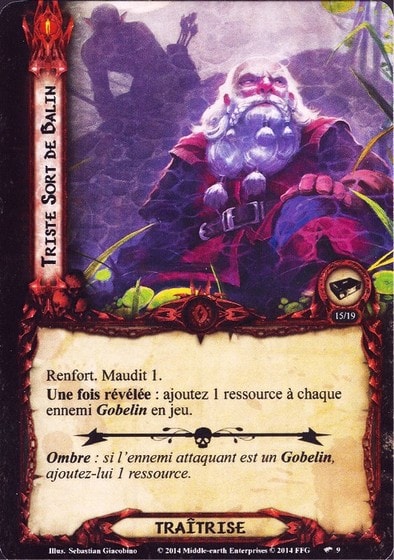 TRISTE SORT DE BALIN
15/19
Renfort. Maudit 1.
Une fois révélée : ajoutez 1 ressource à chaque
ennemi Gobelin en jeu.
Ombre : si l'ennemi attaquant est un Gobelin,
ajoutez-lui 1 ressource.
TRAÎTRISE
Illus. Sebastian Giacobino © 2014 Middle-earth Enterprises © 2014 FFG 9